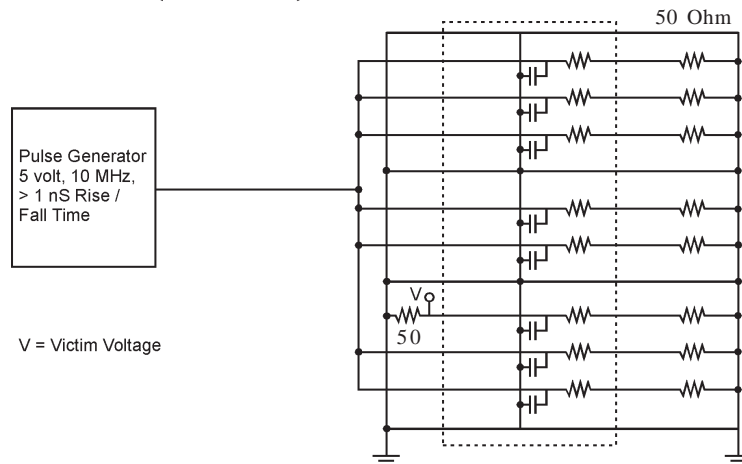 50 Ohm
Pulse Generator
5 volt, 10 MHz,
> 1 nS Rise /
Fall Time
V
50
V = Victim Voltage